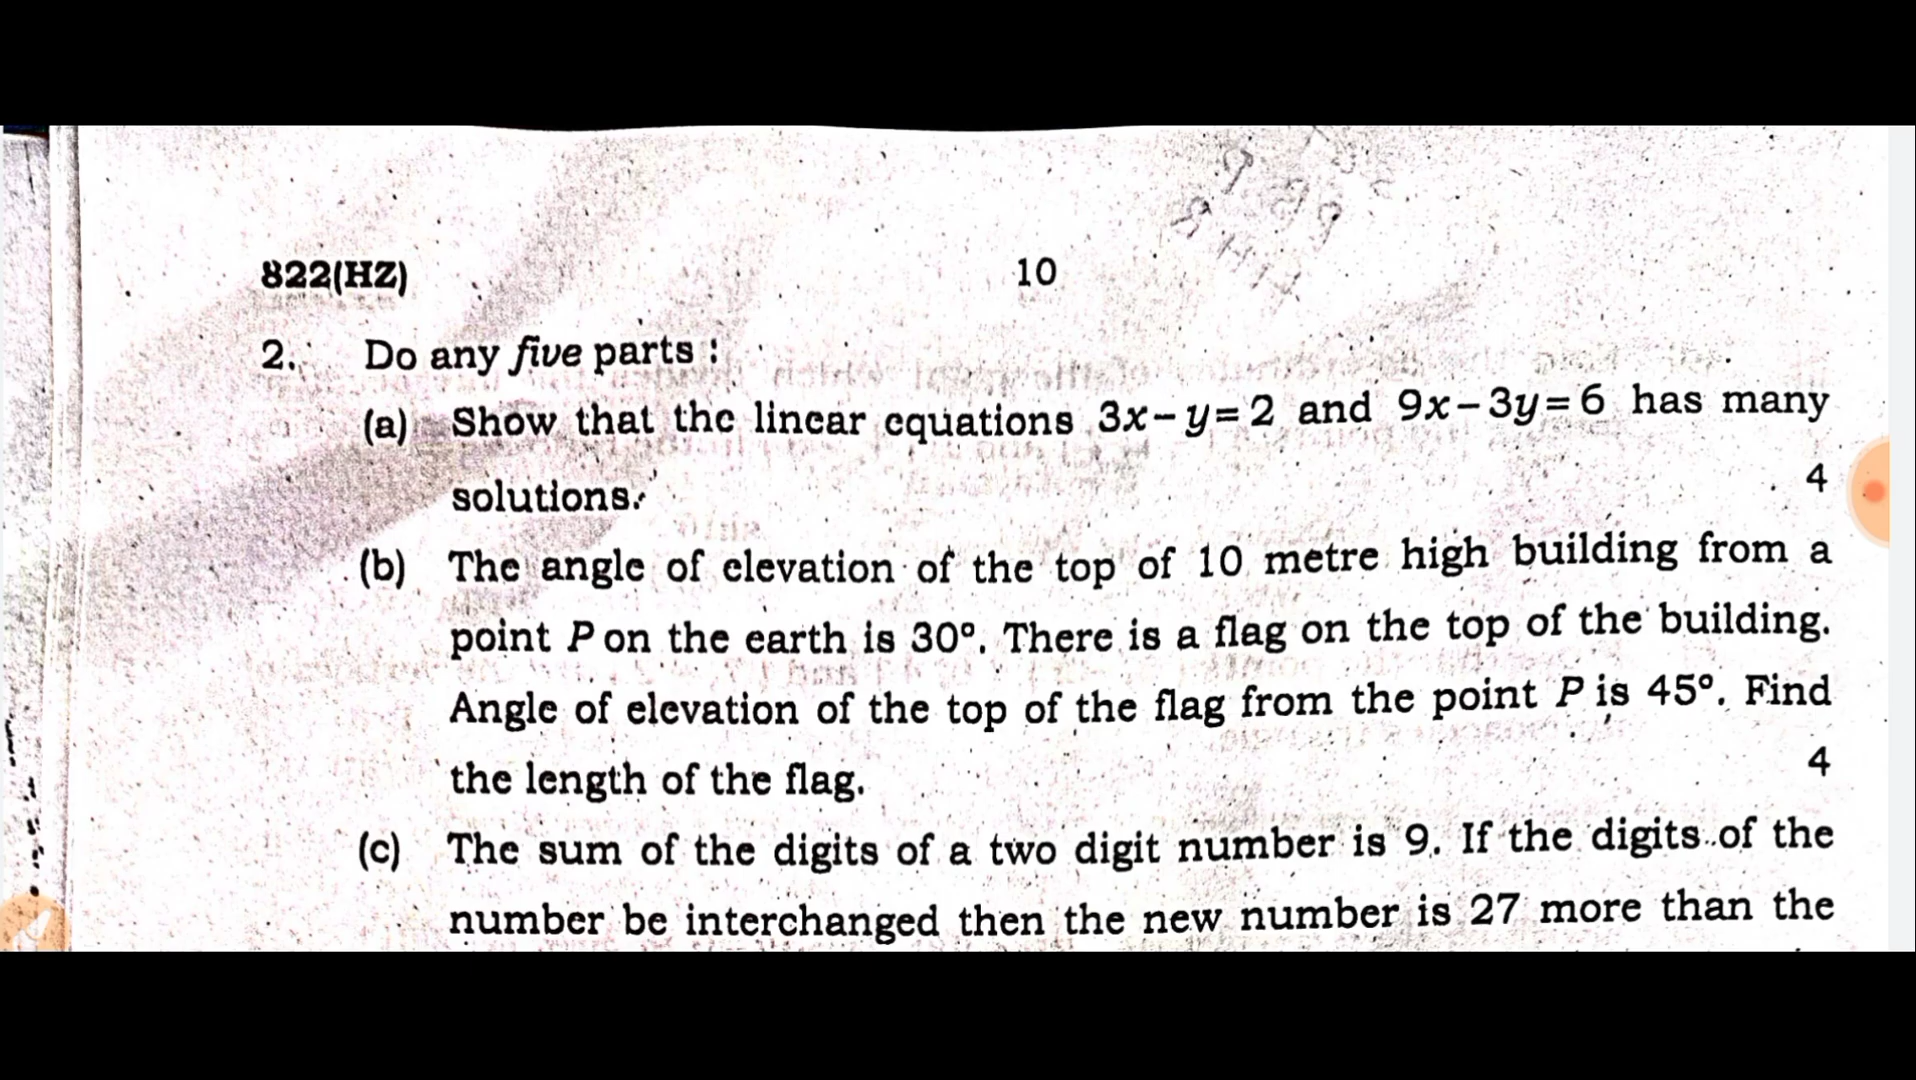 822(HZ) 10
2. Do any five parts :
(a) Show that the linear equations 3x-y=2 and 9x-3y=6 has many
solutions. 4
(b) The angle of elevation of the top of 10 metre high building from a
point P on the earth is 30°. There is a flag on the top of the building.
Angle of elevation of the top of the flag from the point P is 45°. Find
the length of the flag. 4
(c) The sum of the digits of a two digit number is 9. If the digits of the
number be interchanged then the new number is 27 more than the